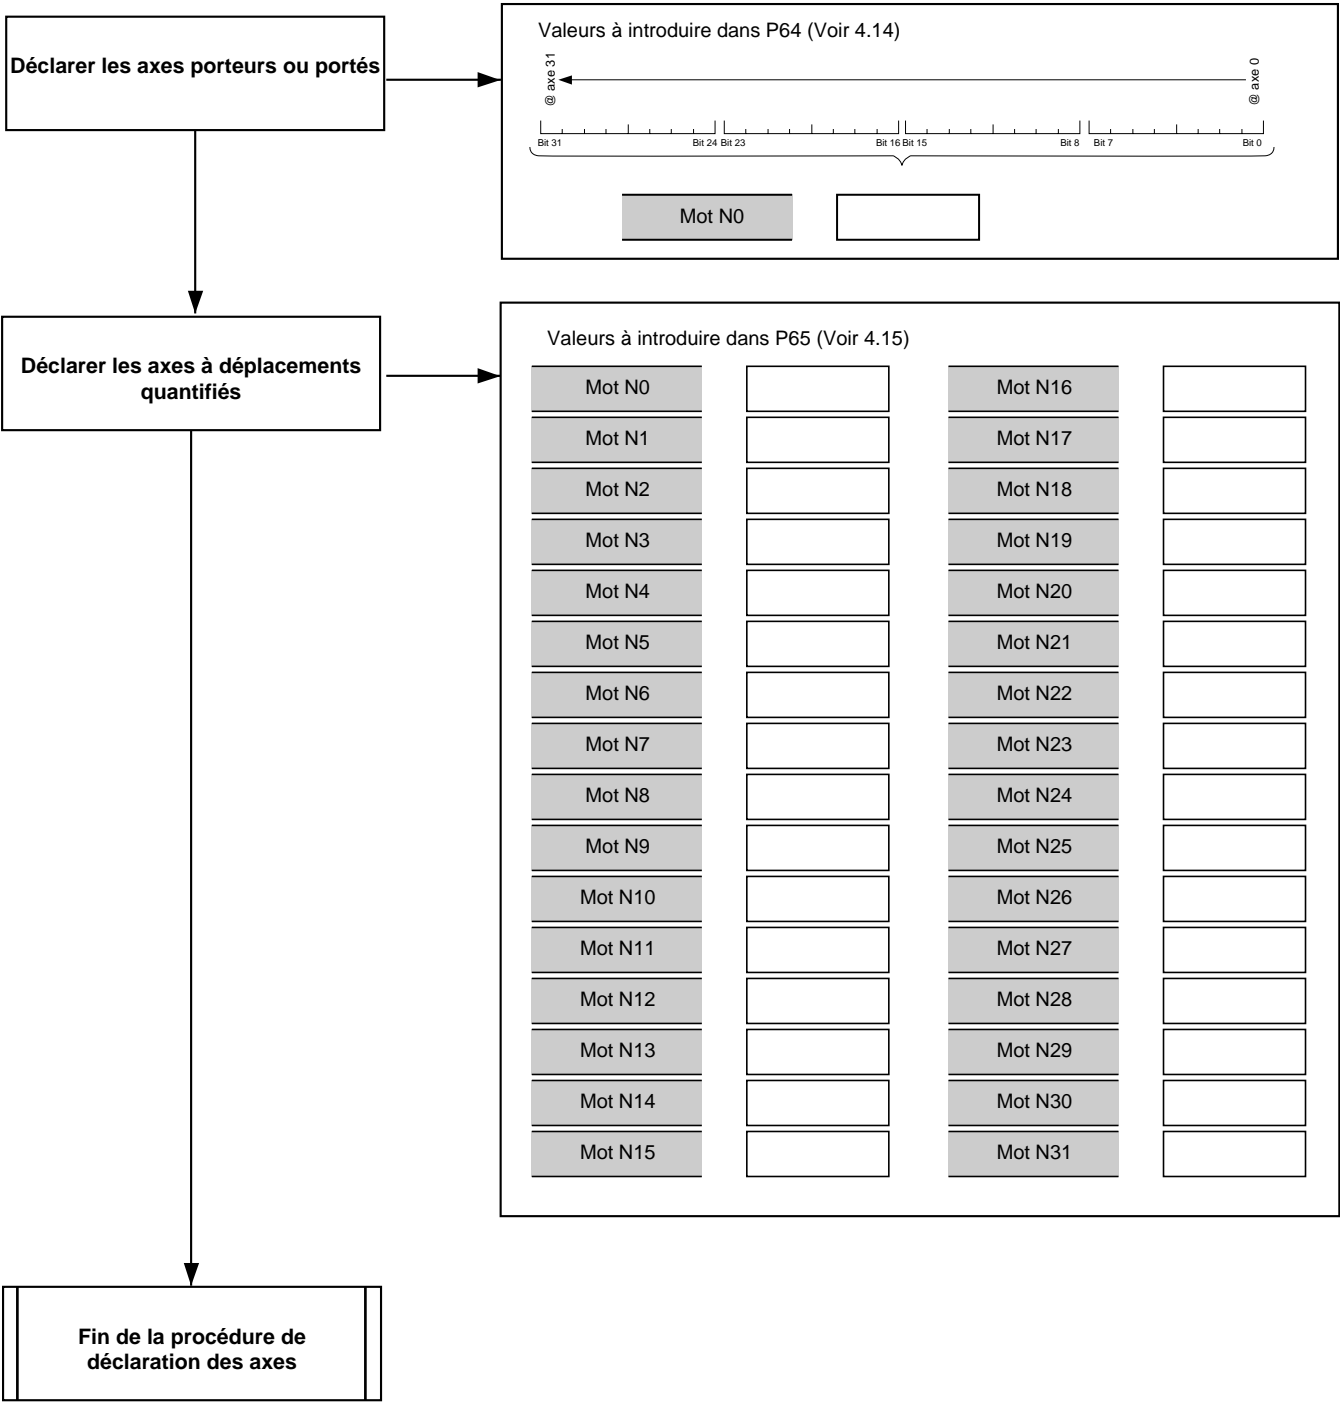 Déclarer les axes porteurs ou portés
Valeurs à introduire dans P64 (Voir 4.14)
@ axe 31
@ axe 0
Bit 31 Bit 24 Bit 23 Bit 16 Bit 15 Bit 8 Bit 7 Bit 0
Mot N0
Déclarer les axes à déplacements
quantifiés
Valeurs à introduire dans P65 (Voir 4.15)
Mot N0 Mot N16
Mot N1 Mot N17
Mot N2 Mot N18
Mot N3 Mot N19
Mot N4 Mot N20
Mot N5 Mot N21
Mot N6 Mot N22
Mot N7 Mot N23
Mot N8 Mot N24
Mot N9 Mot N25
Mot N10 Mot N26
Mot N11 Mot N27
Mot N12 Mot N28
Mot N13 Mot N29
Mot N14 Mot N30
Mot N15 Mot N31
Fin de la procédure de
déclaration des axes